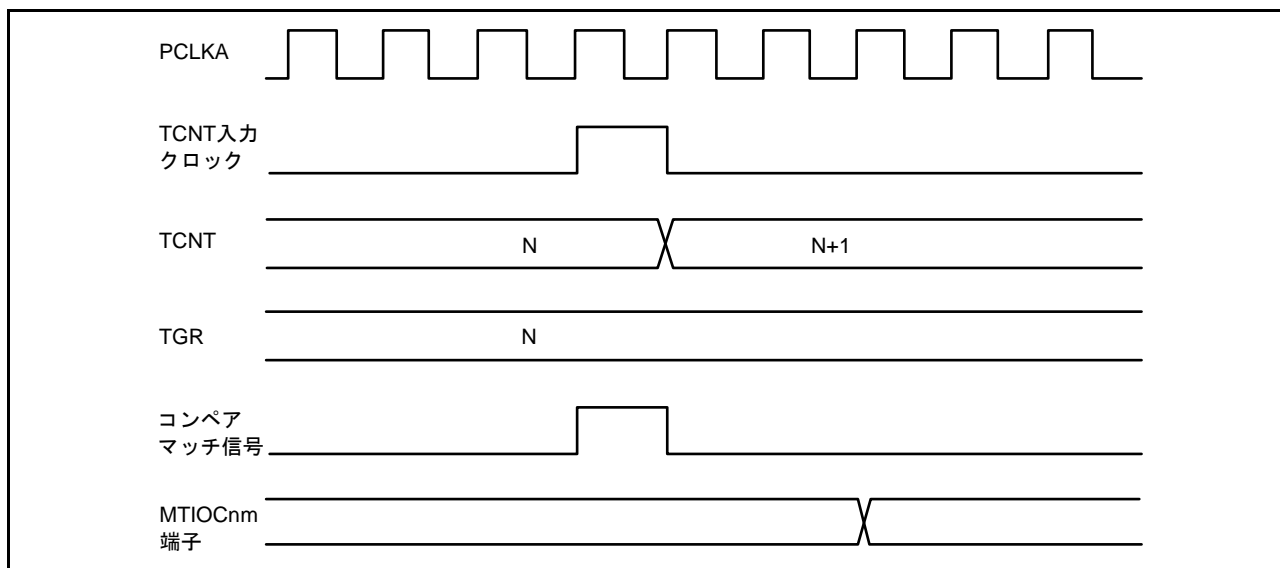 PCLKA
TCNT入力
クロック
TCNT
N
N+1
TGR
N
コンペア
マッチ信号
MTIOCnm
端子